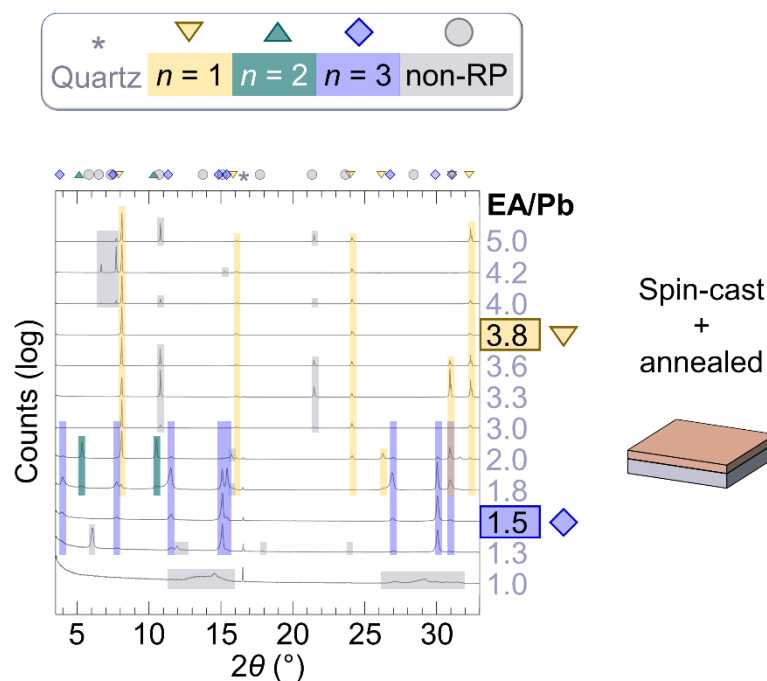 *
Quartz n = 1 n = 2 n = 3 non-RP
EA/Pb
5.0
4.2
4.0
3.8
3.6
3.3
3.0
2.0
1.8
1.5
1.3
1.0
Counts (log)
5 10 15 20 25 30
2θ (°)
Spin-cast
+
annealed